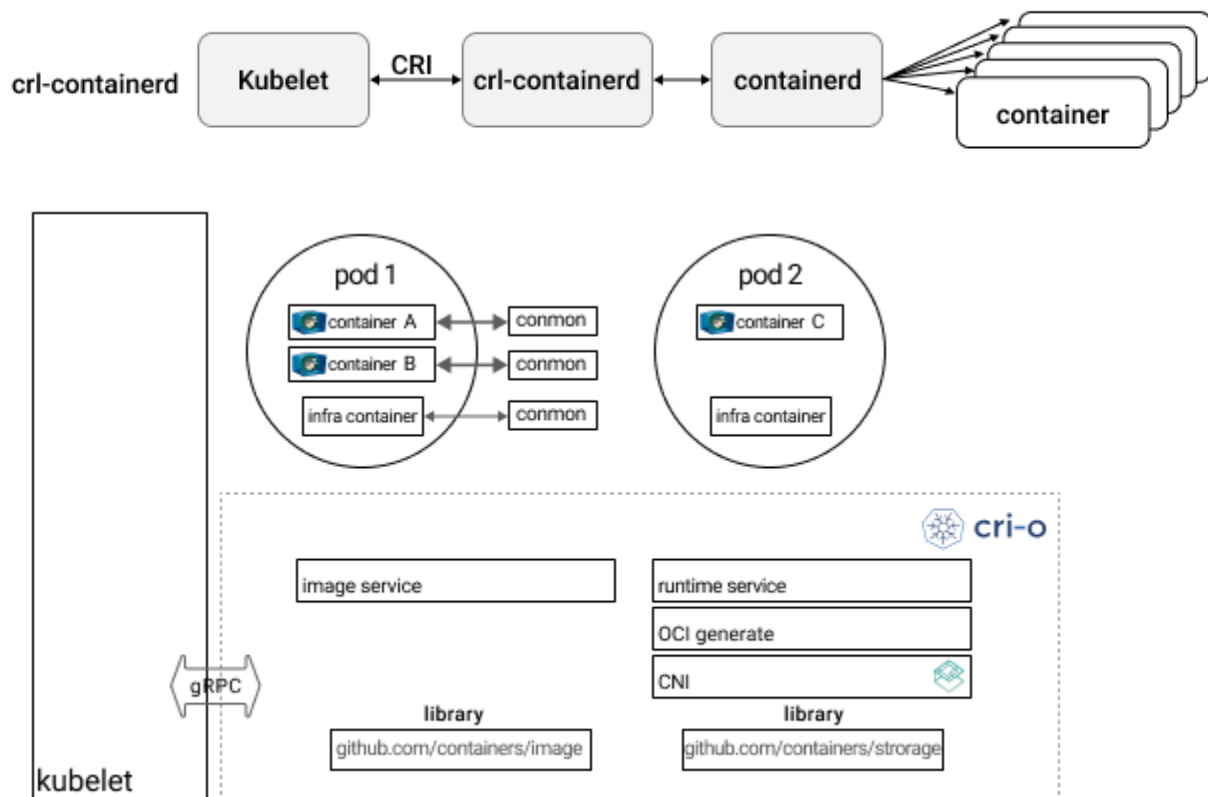 crl-containerd
Kubelet
CRI
crl-containerd
containerd
container
pod 1
container A
conmon
container B
conmon
infra container
conmon
pod 2
container C
infra container
cri-o
image service
runtime service
OCI generate
CNI
gRPC
library
github.com/containers/image
library
github.com/containers/strorage
kubelet